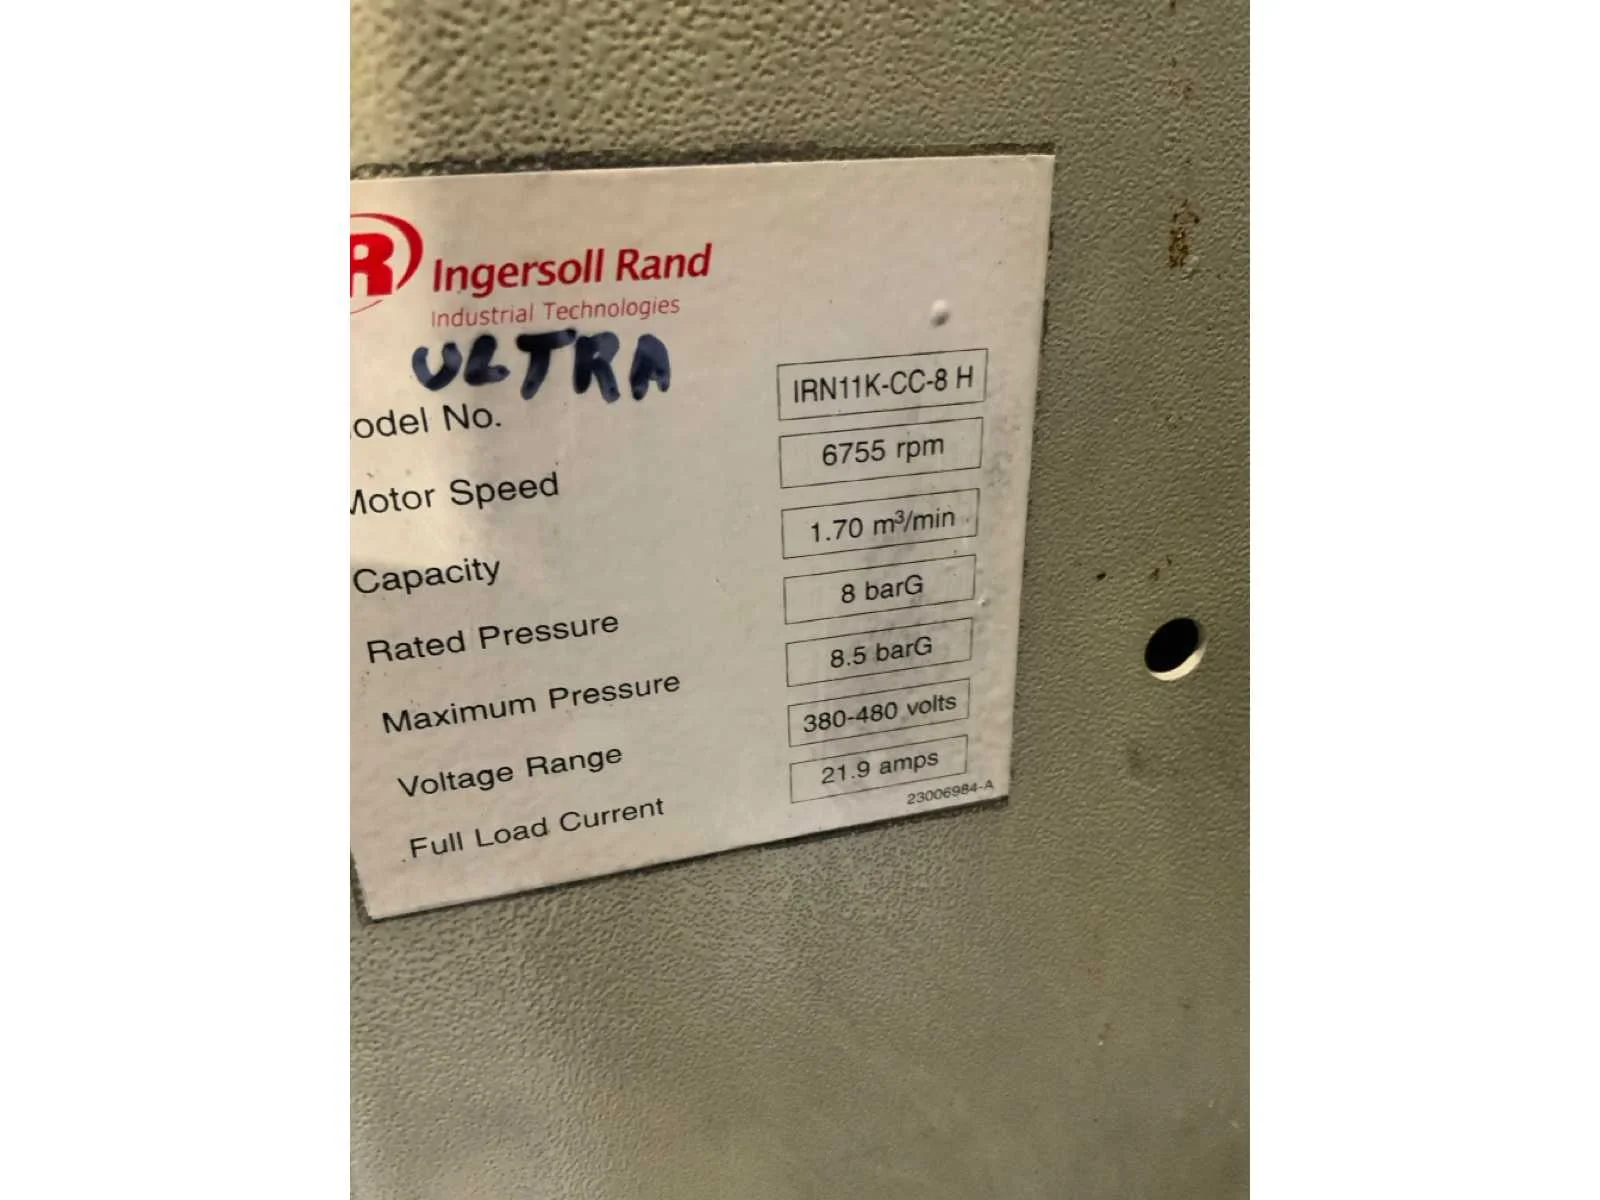 R Ingersoll Rand
Industrial Technologies
ULTRA
odel No. IRN11K-CC-8 H
Motor Speed 6755 rpm
Capacity 1.70 m³/min
Rated Pressure 8 barG
Maximum Pressure 8.5 barG
Voltage Range 380-480 volts
Full Load Current 21.9 amps
23006984-A